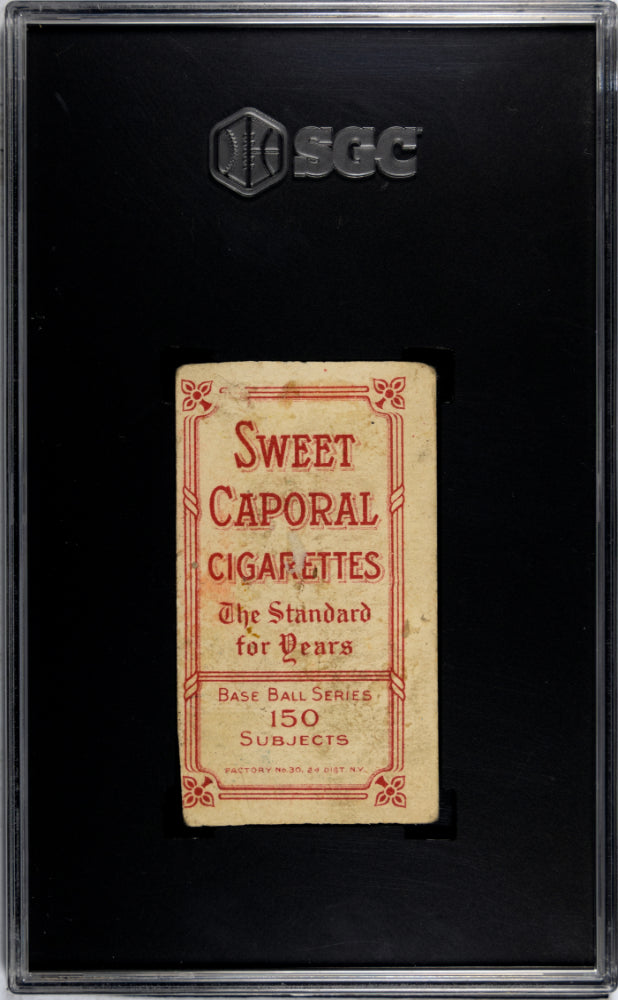 SGC
SWEET
CAPORAL
CIGARETTES
The Standard
for Years
BASE BALL SERIES
150
SUBJECTS
FACTORY No. 30, 2d DIST. N.Y.